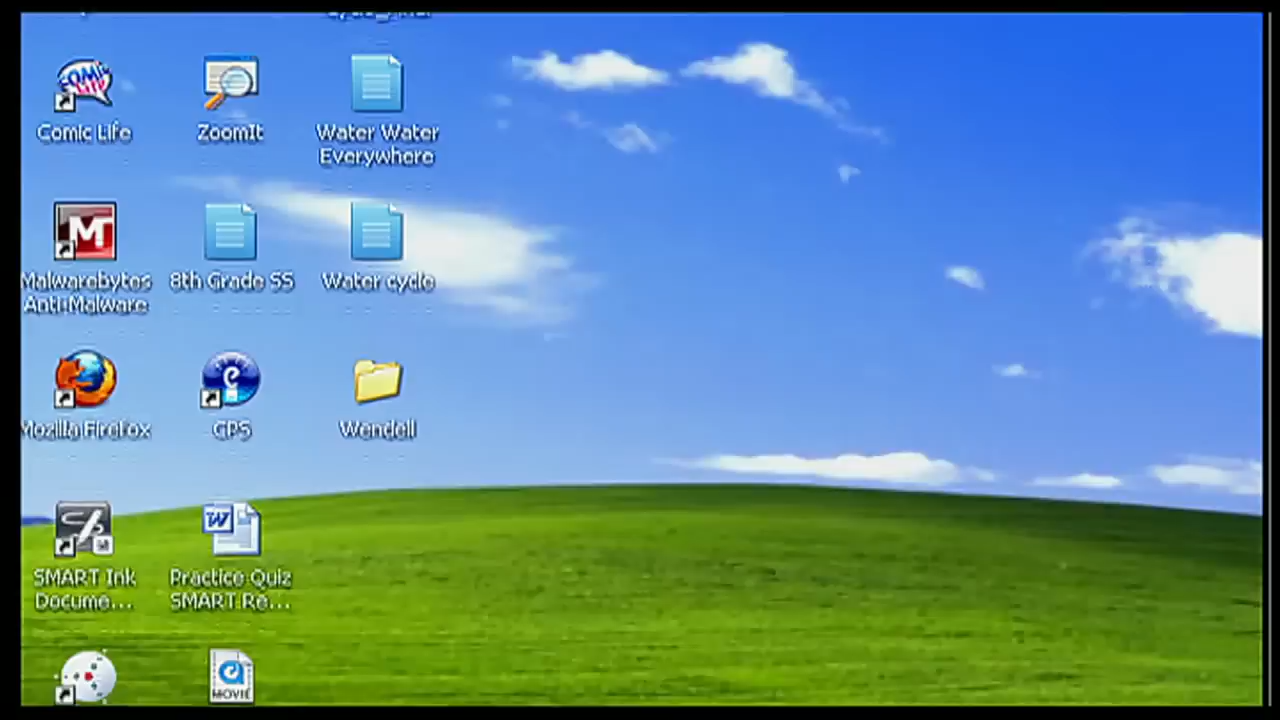 Comic Life
ZoomIt
Water Water
Everywhere
Malwarebytes
Anti-Malware
8th Grade SS
Water cycle
Mozilla Firefox
GPS
Wendell
SMART Ink
Docume...
W
Practice Quiz
SMART Re...
MOVIE